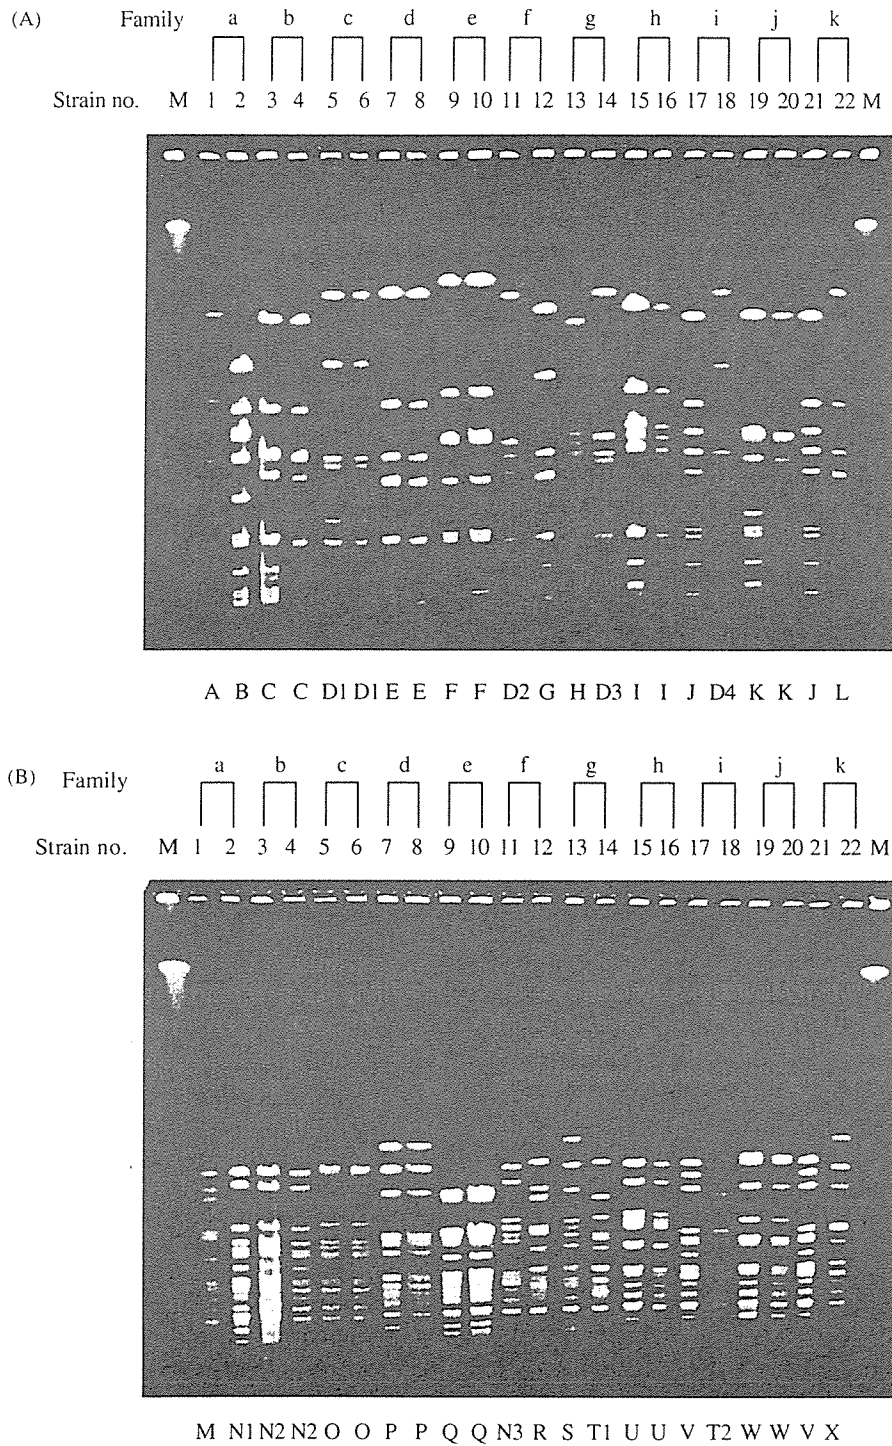 (A) Family a b c d e f g h i j k
Strain no. M 1 2 3 4 5 6 7 8 9 10 11 12 13 14 15 16 17 18 19 20 21 22 M
A B C C D1 D1 E E F F D2 G H D3 I I J D4 K K J L
(B) Family a b c d e f g h i j k
Strain no. M 1 2 3 4 5 6 7 8 9 10 11 12 13 14 15 16 17 18 19 20 21 22 M
M N1 N2 N2 O O P P Q Q N3 R S T1 U U V T2 W W V X